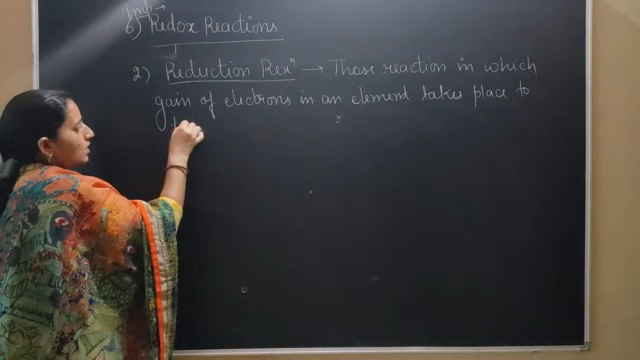 imp →
6) Redox Reactions
2) Reduction Rexⁿ → Those reaction in which
gain of electrons in an element takes place to